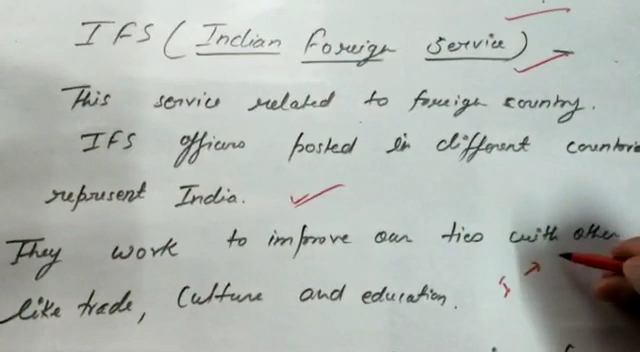 IFS ( Indian Foreign Service )
This service related to foreign country.
IFS officers posted in different countries
represent India.
They work to improve our ties with other
like trade, Culture and education.